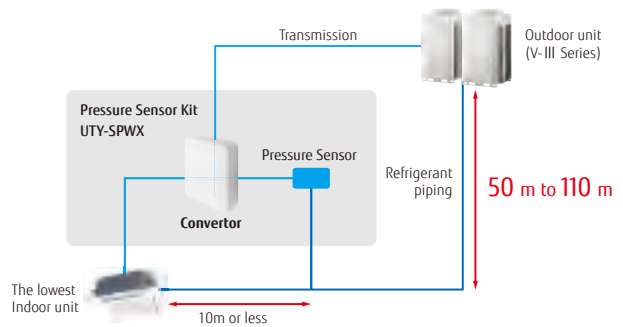 Transmission
Outdoor unit
(V-III Series)
Pressure Sensor Kit
UTY-SPWX
Pressure Sensor
Convertor
Refrigerant
piping
50 m to 110 m
The lowest
Indoor unit
10m or less